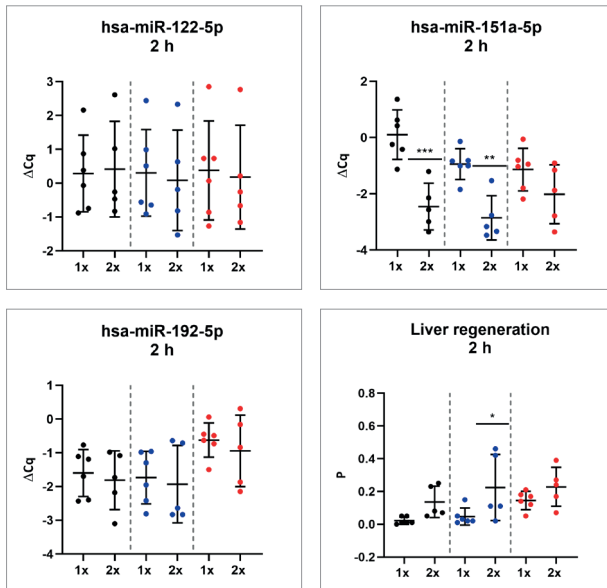 hsa-miR-122-5p
2 h
ΔCq
3
2
1
0
-1
-2
1x 2x 1x 2x 1x 2x
hsa-miR-151a-5p
2 h
ΔCq
2
0
-2
-4
*** **
1x 2x 1x 2x 1x 2x
hsa-miR-192-5p
2 h
ΔCq
1
0
-1
-2
-3
-4
1x 2x 1x 2x 1x 2x
Liver regeneration
2 h
P
0.8
0.6
0.4
0.2
0.0
-0.2
*
1x 2x 1x 2x 1x 2x